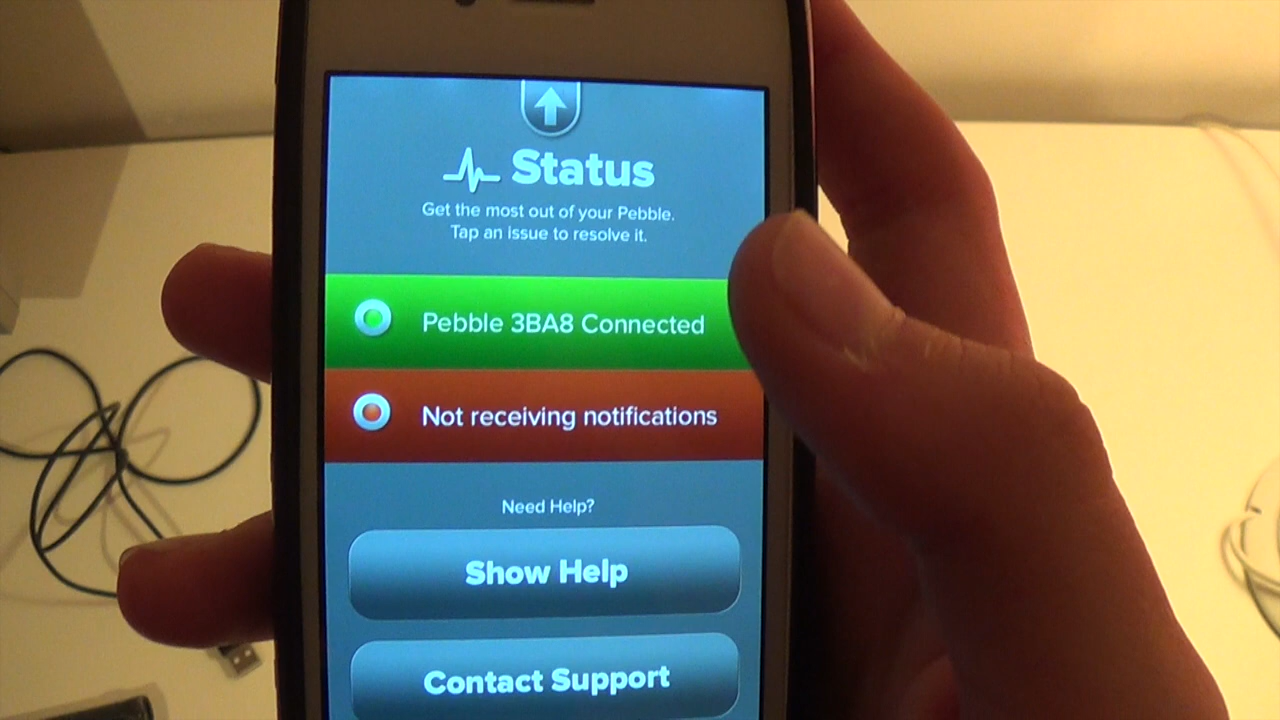 Status
Get the most out of your Pebble.
Tap an issue to resolve it.
Pebble 3BA8 Connected
Not receiving notifications
Need Help?
Show Help
Contact Support